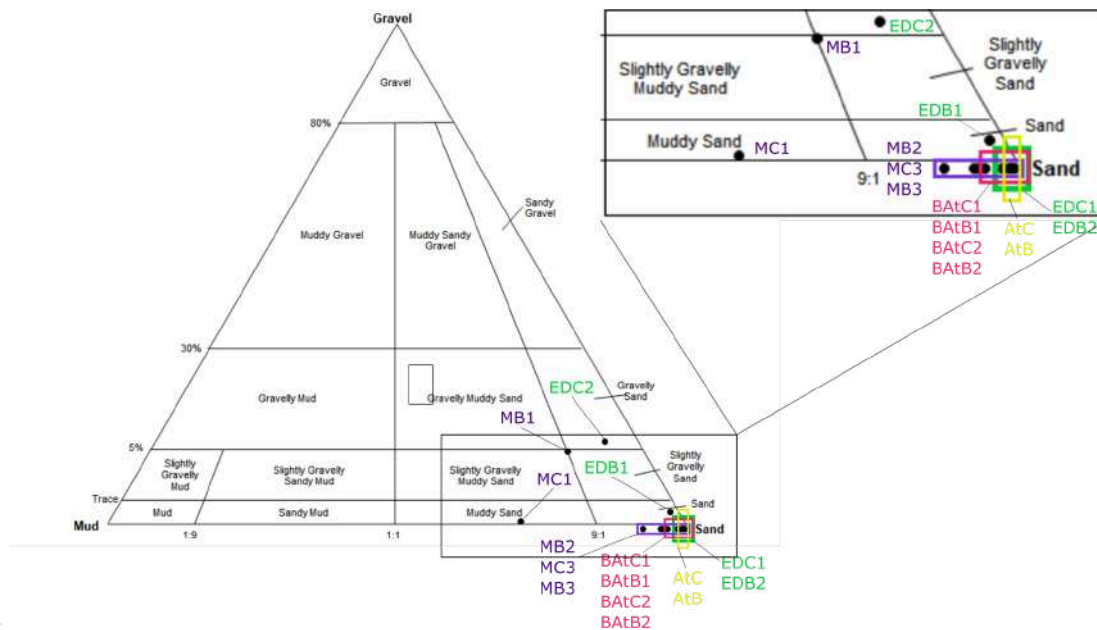 Gravel
EDC2
MB1
Slightly
Gravelly
Sand
Slightly Gravelly
Muddy Sand
EDB1
Sand
Muddy Sand
MC1
MB2
MC3
MB3
9:1
Sand
BAtC1
BAtB1
BAtC2
BAtB2
AtC
AtB
EDC1
EDB2
Gravel
80%
Sandy
Gravel
Muddy Gravel
Muddy Sandy
Gravel
30%
EDC2
Gravelly
Sand
Gravelly Mud
Gravelly Muddy Sand
MB1
5%
EDB1
Slightly
Gravelly
Mud
Slightly Gravelly
Sandy Mud
Slightly Gravelly
Muddy Sand
Slightly
Gravelly
Sand
MC1
Trace
Mud
Sandy Mud
Muddy Sand
Sand
Mud
Sand
1:9
1:1
9:1
MB2
MC3
MB3
BAtC1
BAtB1
BAtC2
BAtB2
AtC
AtB
EDC1
EDB2